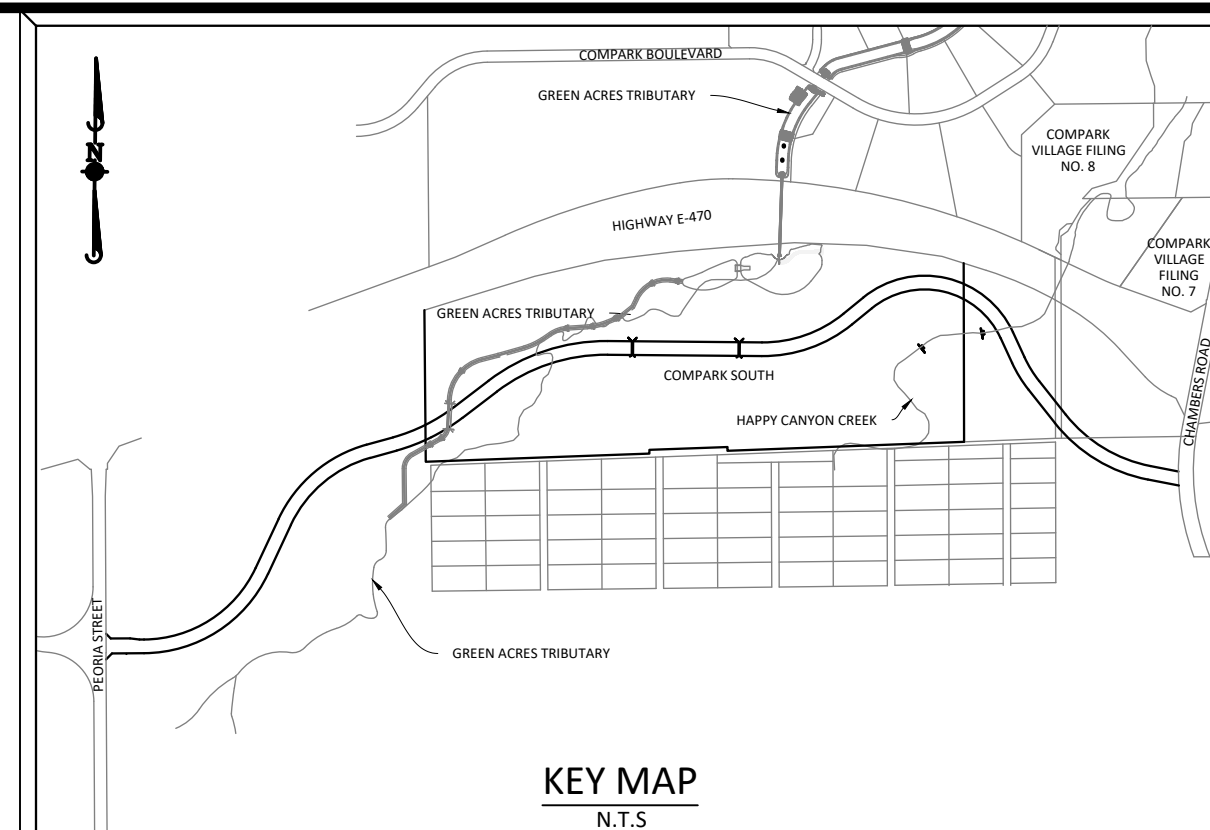 COMPARK BOULEVARD
GREEN ACRES TRIBUTARY
N
COMPARK
VILLAGE FILING
NO. 8
HIGHWAY E-470
COMPARK
VILLAGE
FILING
NO. 7
GREEN ACRES TRIBUTARY
COMPARK SOUTH
HAPPY CANYON CREEK
CHAMBERS ROAD
PEORIA STREET
GREEN ACRES TRIBUTARY
KEY MAP
N.T.S